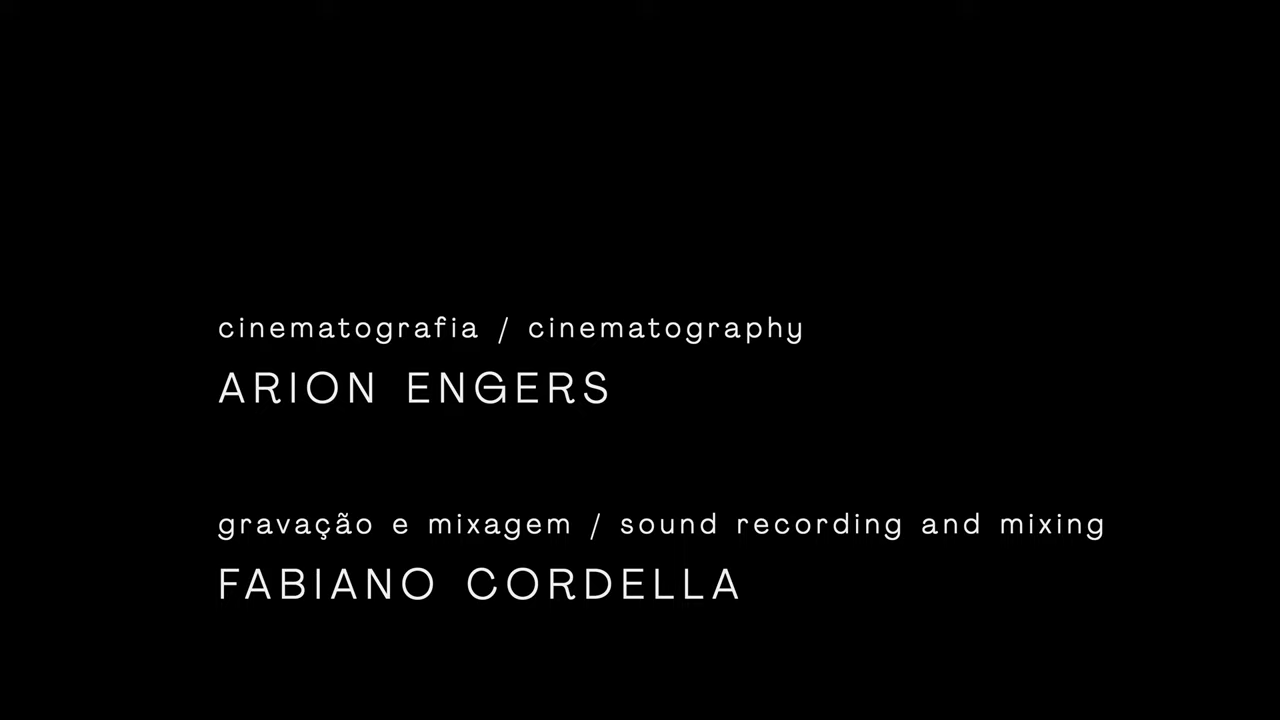 cinematografia / cinematography
ARION ENGERS
gravação e mixagem / sound recording and mixing
FABIANO CORDELLA